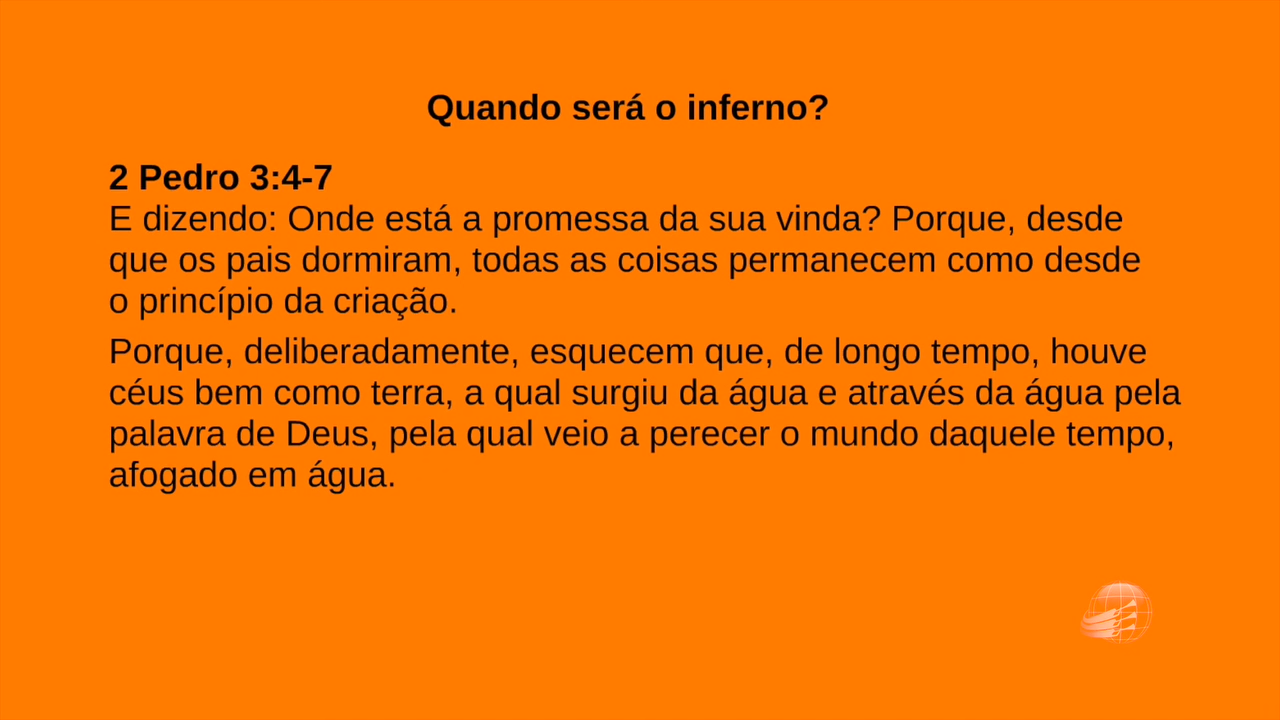 Quando será o inferno?
2 Pedro 3:4-7
E dizendo: Onde está a promessa da sua vinda? Porque, desde
que os pais dormiram, todas as coisas permanecem como desde
o princípio da criação.
Porque, deliberadamente, esquecem que, de longo tempo, houve
céus bem como terra, a qual surgiu da água e através da água pela
palavra de Deus, pela qual veio a perecer o mundo daquele tempo,
afogado em água.